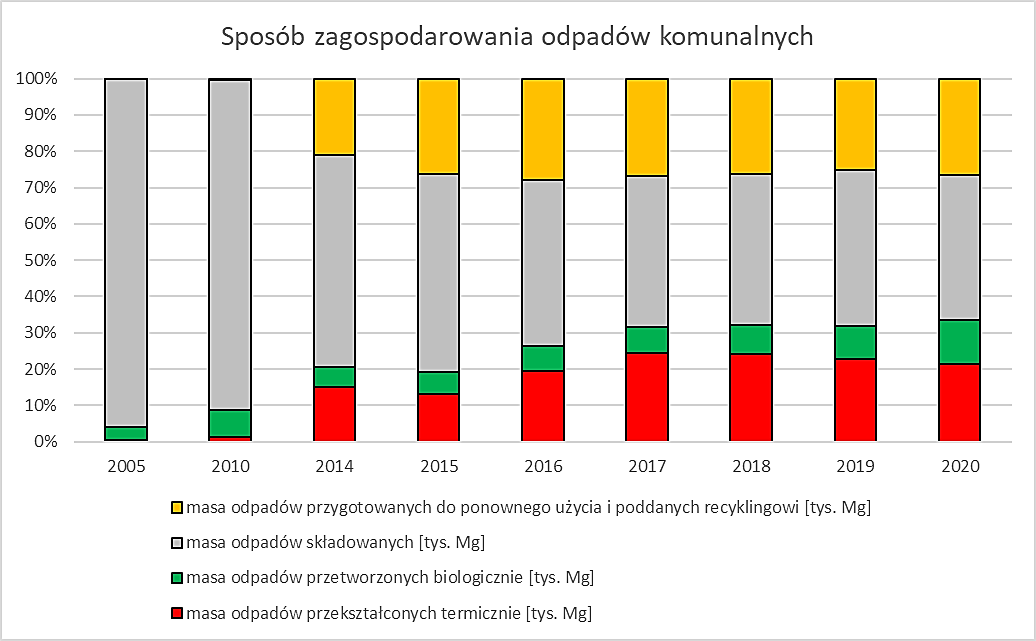 Sposób zagospodarowania odpadów komunalnych
100%
90%
80%
70%
60%
50%
40%
30%
20%
10%
0%
2005 2010 2014 2015 2016 2017 2018 2019 2020
masa odpadów przygotowanych do ponownego użycia i poddanych recyklingowi [tys. Mg]
masa odpadów składowanych [tys. Mg]
masa odpadów przetworzonych biologicznie [tys. Mg]
masa odpadów przekształconych termicznie [tys. Mg]